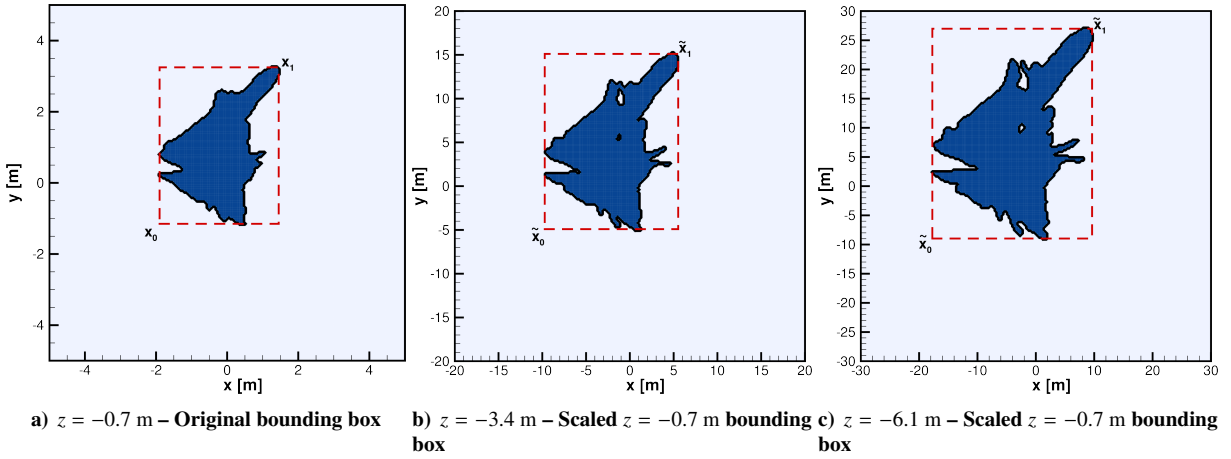 y [m]
4
2
0
-2
-4
-4
-2
0
2
4
x [m]
x₁
x₀
y [m]
20
15
10
5
0
-5
-10
-15
-20
-20
-15
-10
-5
0
5
10
15
20
x [m]
x̃₁
x̃₀
y [m]
30
25
20
15
10
5
0
-5
-10
-15
-20
-25
-30
-30
-20
-10
0
10
20
30
x [m]
x̃₁
x̃₀
a) z = −0.7 m – Original bounding box
b) z = −3.4 m – Scaled z = −0.7 m bounding
box
c) z = −6.1 m – Scaled z = −0.7 m bounding
box